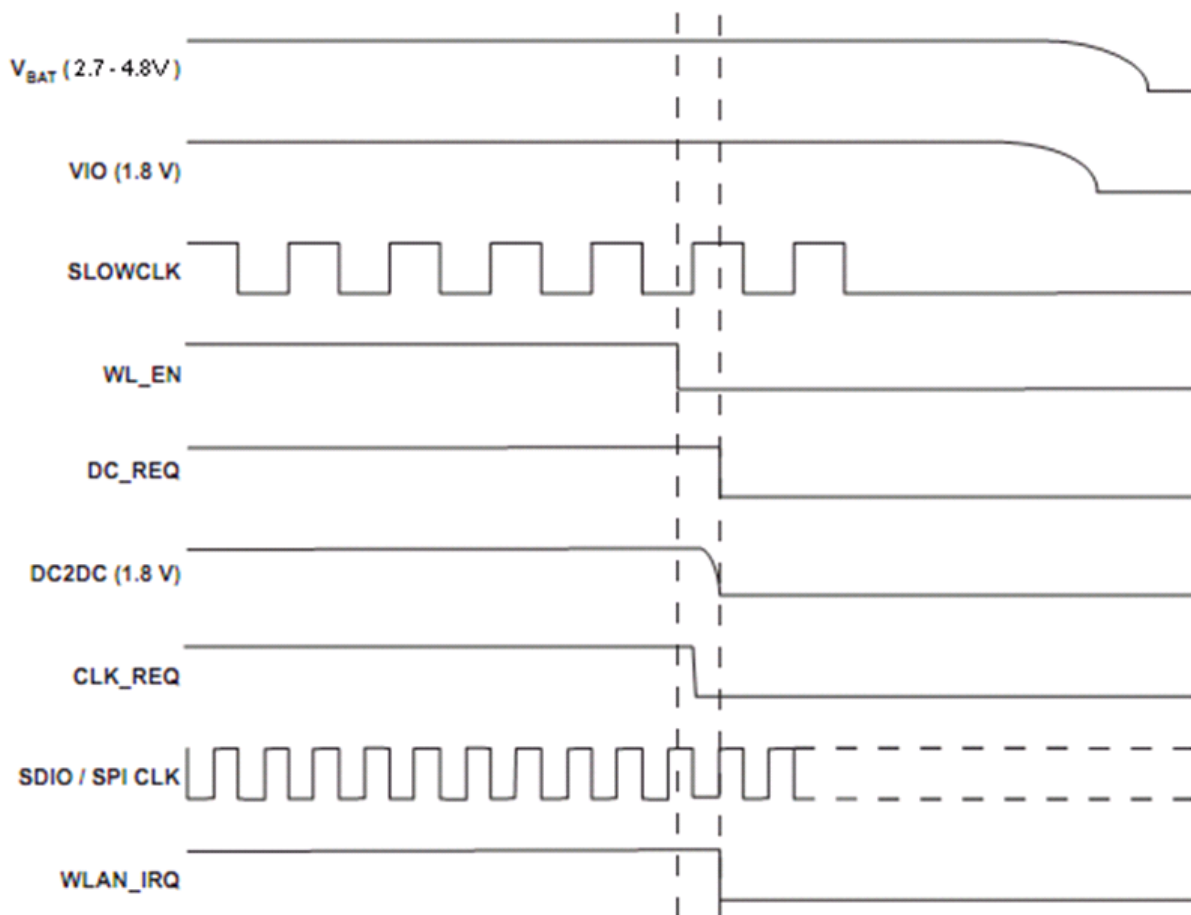 VBAT (2.7 - 4.8V)
VIO (1.8 V)
SLOWCLK
WL_EN
DC_REQ
DC2DC (1.8 V)
CLK_REQ
SDIO / SPI CLK
WLAN_IRQ